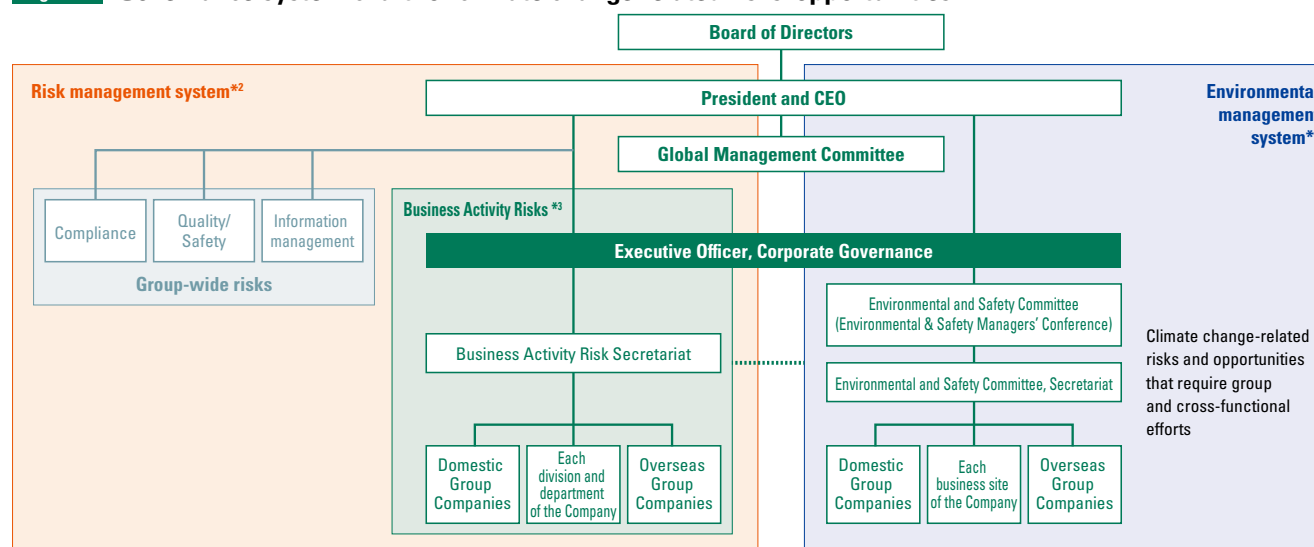 Board of Directors
Risk management system*2
President and CEO
Environmenta
managemen
system*
Global Management Committee
Compliance
Quality/
Safety
Information
management
Group-wide risks
Business Activity Risks *3
Executive Officer, Corporate Governance
Environmental and Safety Committee
(Environmental & Safety Managers' Conference)
Business Activity Risk Secretariat
Environmental and Safety Committee, Secretariat
Climate change-related
risks and opportunities
that require group
and cross-functional
efforts
Domestic
Group
Companies
Each
division and
department
of the Company
Overseas
Group
Companies
Domestic
Group
Companies
Each
business site
of the Company
Overseas
Group
Companies